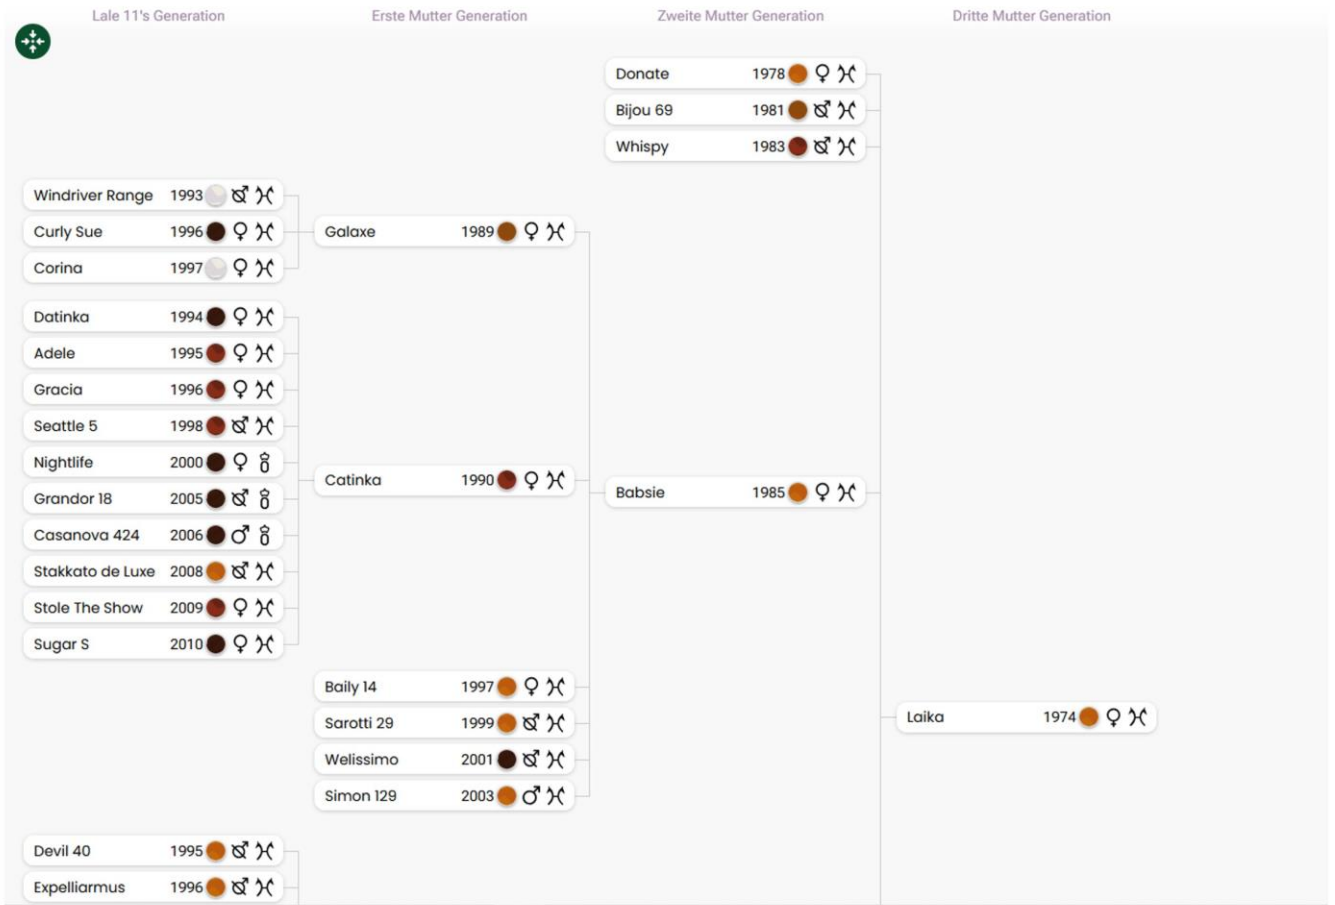 Lale 11's Generation Erste Mutter Generation Zweite Mutter Generation Dritte Mutter Generation
Donate 1978
Bijou 69 1981
Whispy 1983
Windriver Range 1993
Curly Sue 1996 Galaxe 1989
Corina 1997
Datinka 1994
Adele 1995
Gracia 1996
Seattle 5 1998
Nightlife 2000
Catinka 1990
Babsie 1985
Grandor 18 2005
Casanova 424 2006
Stakkato de Luxe 2008
Stole The Show 2009
Sugar S 2010
Baily 14 1997
Laika 1974
Sarotti 29 1999
Welissimo 2001
Simon 129 2003
Devil 40 1995
Expelliarmus 1996